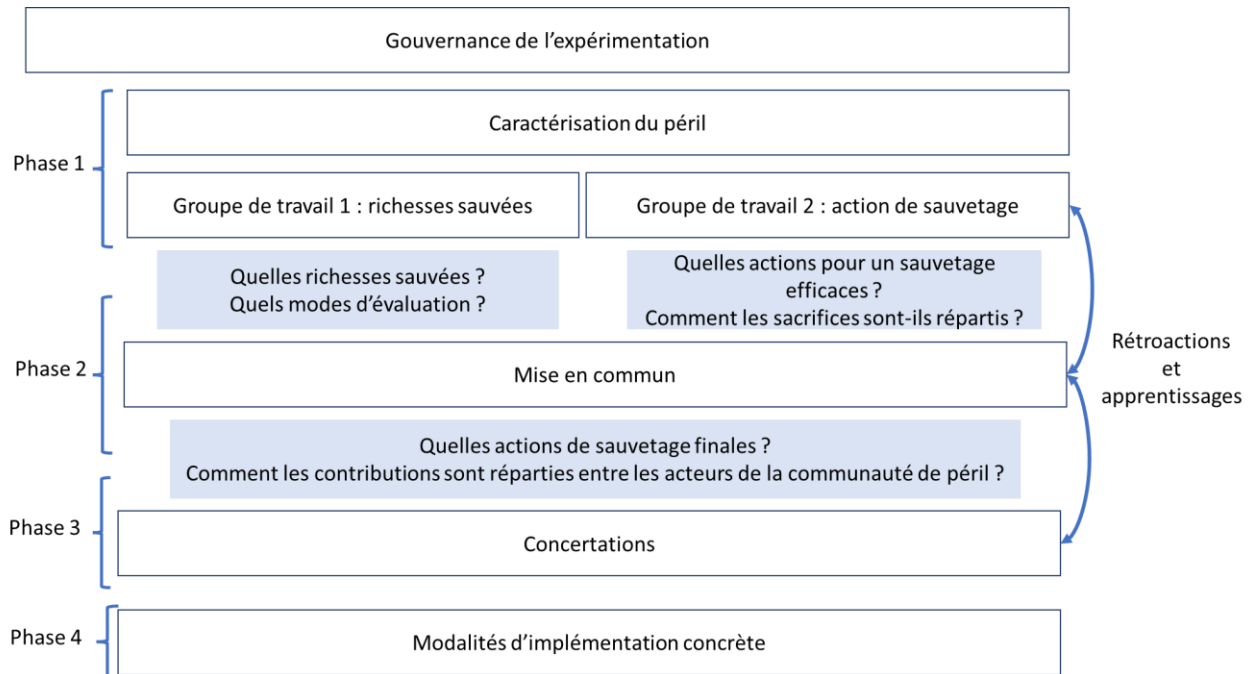 Gouvernance de l'expérimentation
Caractérisation du péril
Phase 1
Groupe de travail 1 : richesses sauvées
Groupe de travail 2 : action de sauvetage
Quelles richesses sauvées ?
Quels modes d'évaluation ?
Quelles actions pour un sauvetage
efficaces ?
Comment les sacrifices sont-ils répartis ?
Phase 2
Mise en commun
Rétroactions
et
apprentissages
Quelles actions de sauvetage finales ?
Comment les contributions sont réparties entre les acteurs de la communauté de péril ?
Phase 3
Concertations
Phase 4
Modalités d'implémentation concrète